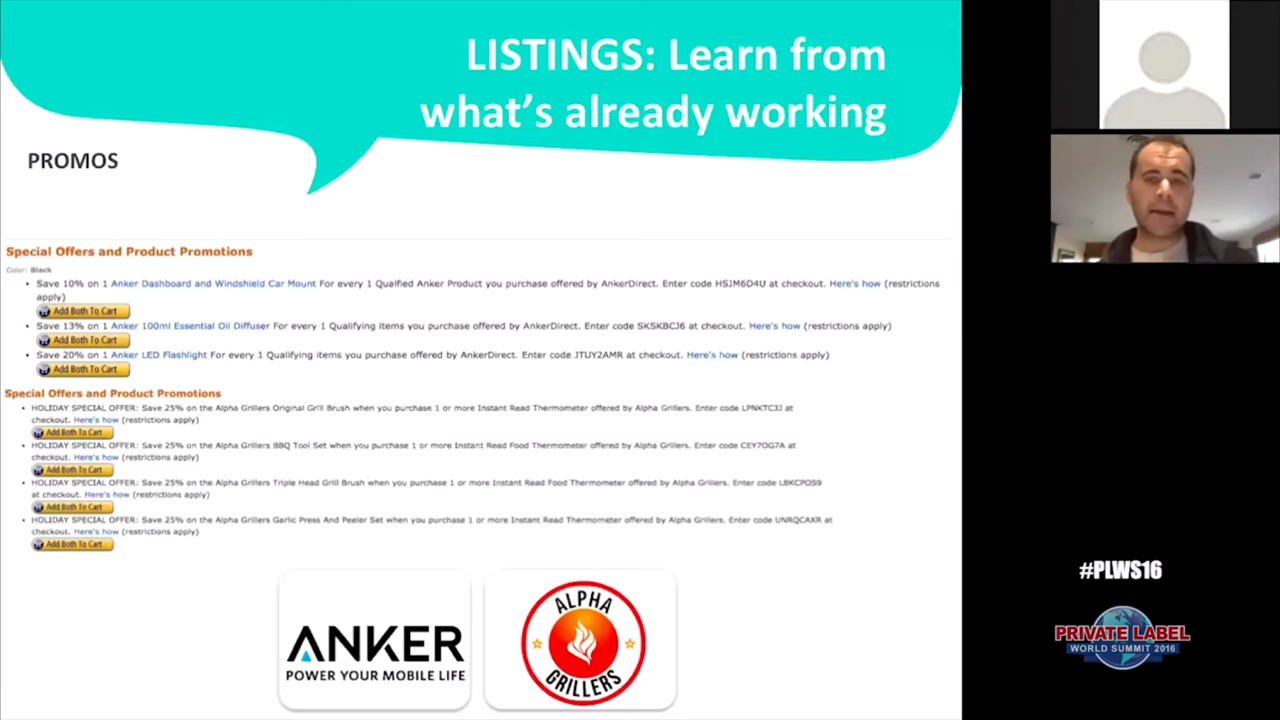 LISTINGS: Learn from
what's already working
PROMOS
Special Offers and Product Promotions
Color: Black
• Save 10% on 1 Anker Dashboard and Windshield Car Mount For every 1 Qualified Anker Product you purchase offered by AnkerDirect. Enter code HSJM6D4U at checkout. Here's how (restrictions
apply)
Add Both To Cart
• Save 13% on 1 Anker 100ml Essential Oil Diffuser For every 1 Qualifying items you purchase offered by AnkerDirect. Enter code SKSKBCJ6 at checkout. Here's how (restrictions apply)
Add Both To Cart
• Save 20% on 1 Anker LED Flashlight For every 1 Qualifying items you purchase offered by AnkerDirect. Enter code JTUY2AMR at checkout. Here's how (restrictions apply)
Add Both To Cart
Special Offers and Product Promotions
• HOLIDAY SPECIAL OFFER: Save 25% on the Alpha Grillers Original Grill Brush when you purchase 1 or more Instant Read Thermometer offered by Alpha Grillers. Enter code LPNKTC3J at
checkout. Here's how (restrictions apply)
Add Both To Cart
• HOLIDAY SPECIAL OFFER: Save 25% on the Alpha Grillers BBQ Tool Set when you purchase 1 or more Instant Read Food Thermometer offered by Alpha Grillers. Enter code CEY7OG7A at
checkout. Here's how (restrictions apply)
Add Both To Cart
• HOLIDAY SPECIAL OFFER: Save 25% on the Alpha Grillers Triple Head Grill Brush when you purchase 1 or more Instant Read Food Thermometer offered by Alpha Grillers. Enter code L8KCPOS9
at checkout. Here's how (restrictions apply)
Add Both To Cart
• HOLIDAY SPECIAL OFFER: Save 25% on the Alpha Grillers Garlic Press And Peeler Set when you purchase 1 or more Instant Read Thermometer offered by Alpha Grillers. Enter code UNRQCAXR at
checkout. Here's how (restrictions apply)
Add Both To Cart
ANKER
POWER YOUR MOBILE LIFE
ALPHA
GRILLERS
#PLWS16
PRIVATE LABEL
WORLD SUMMIT 2016